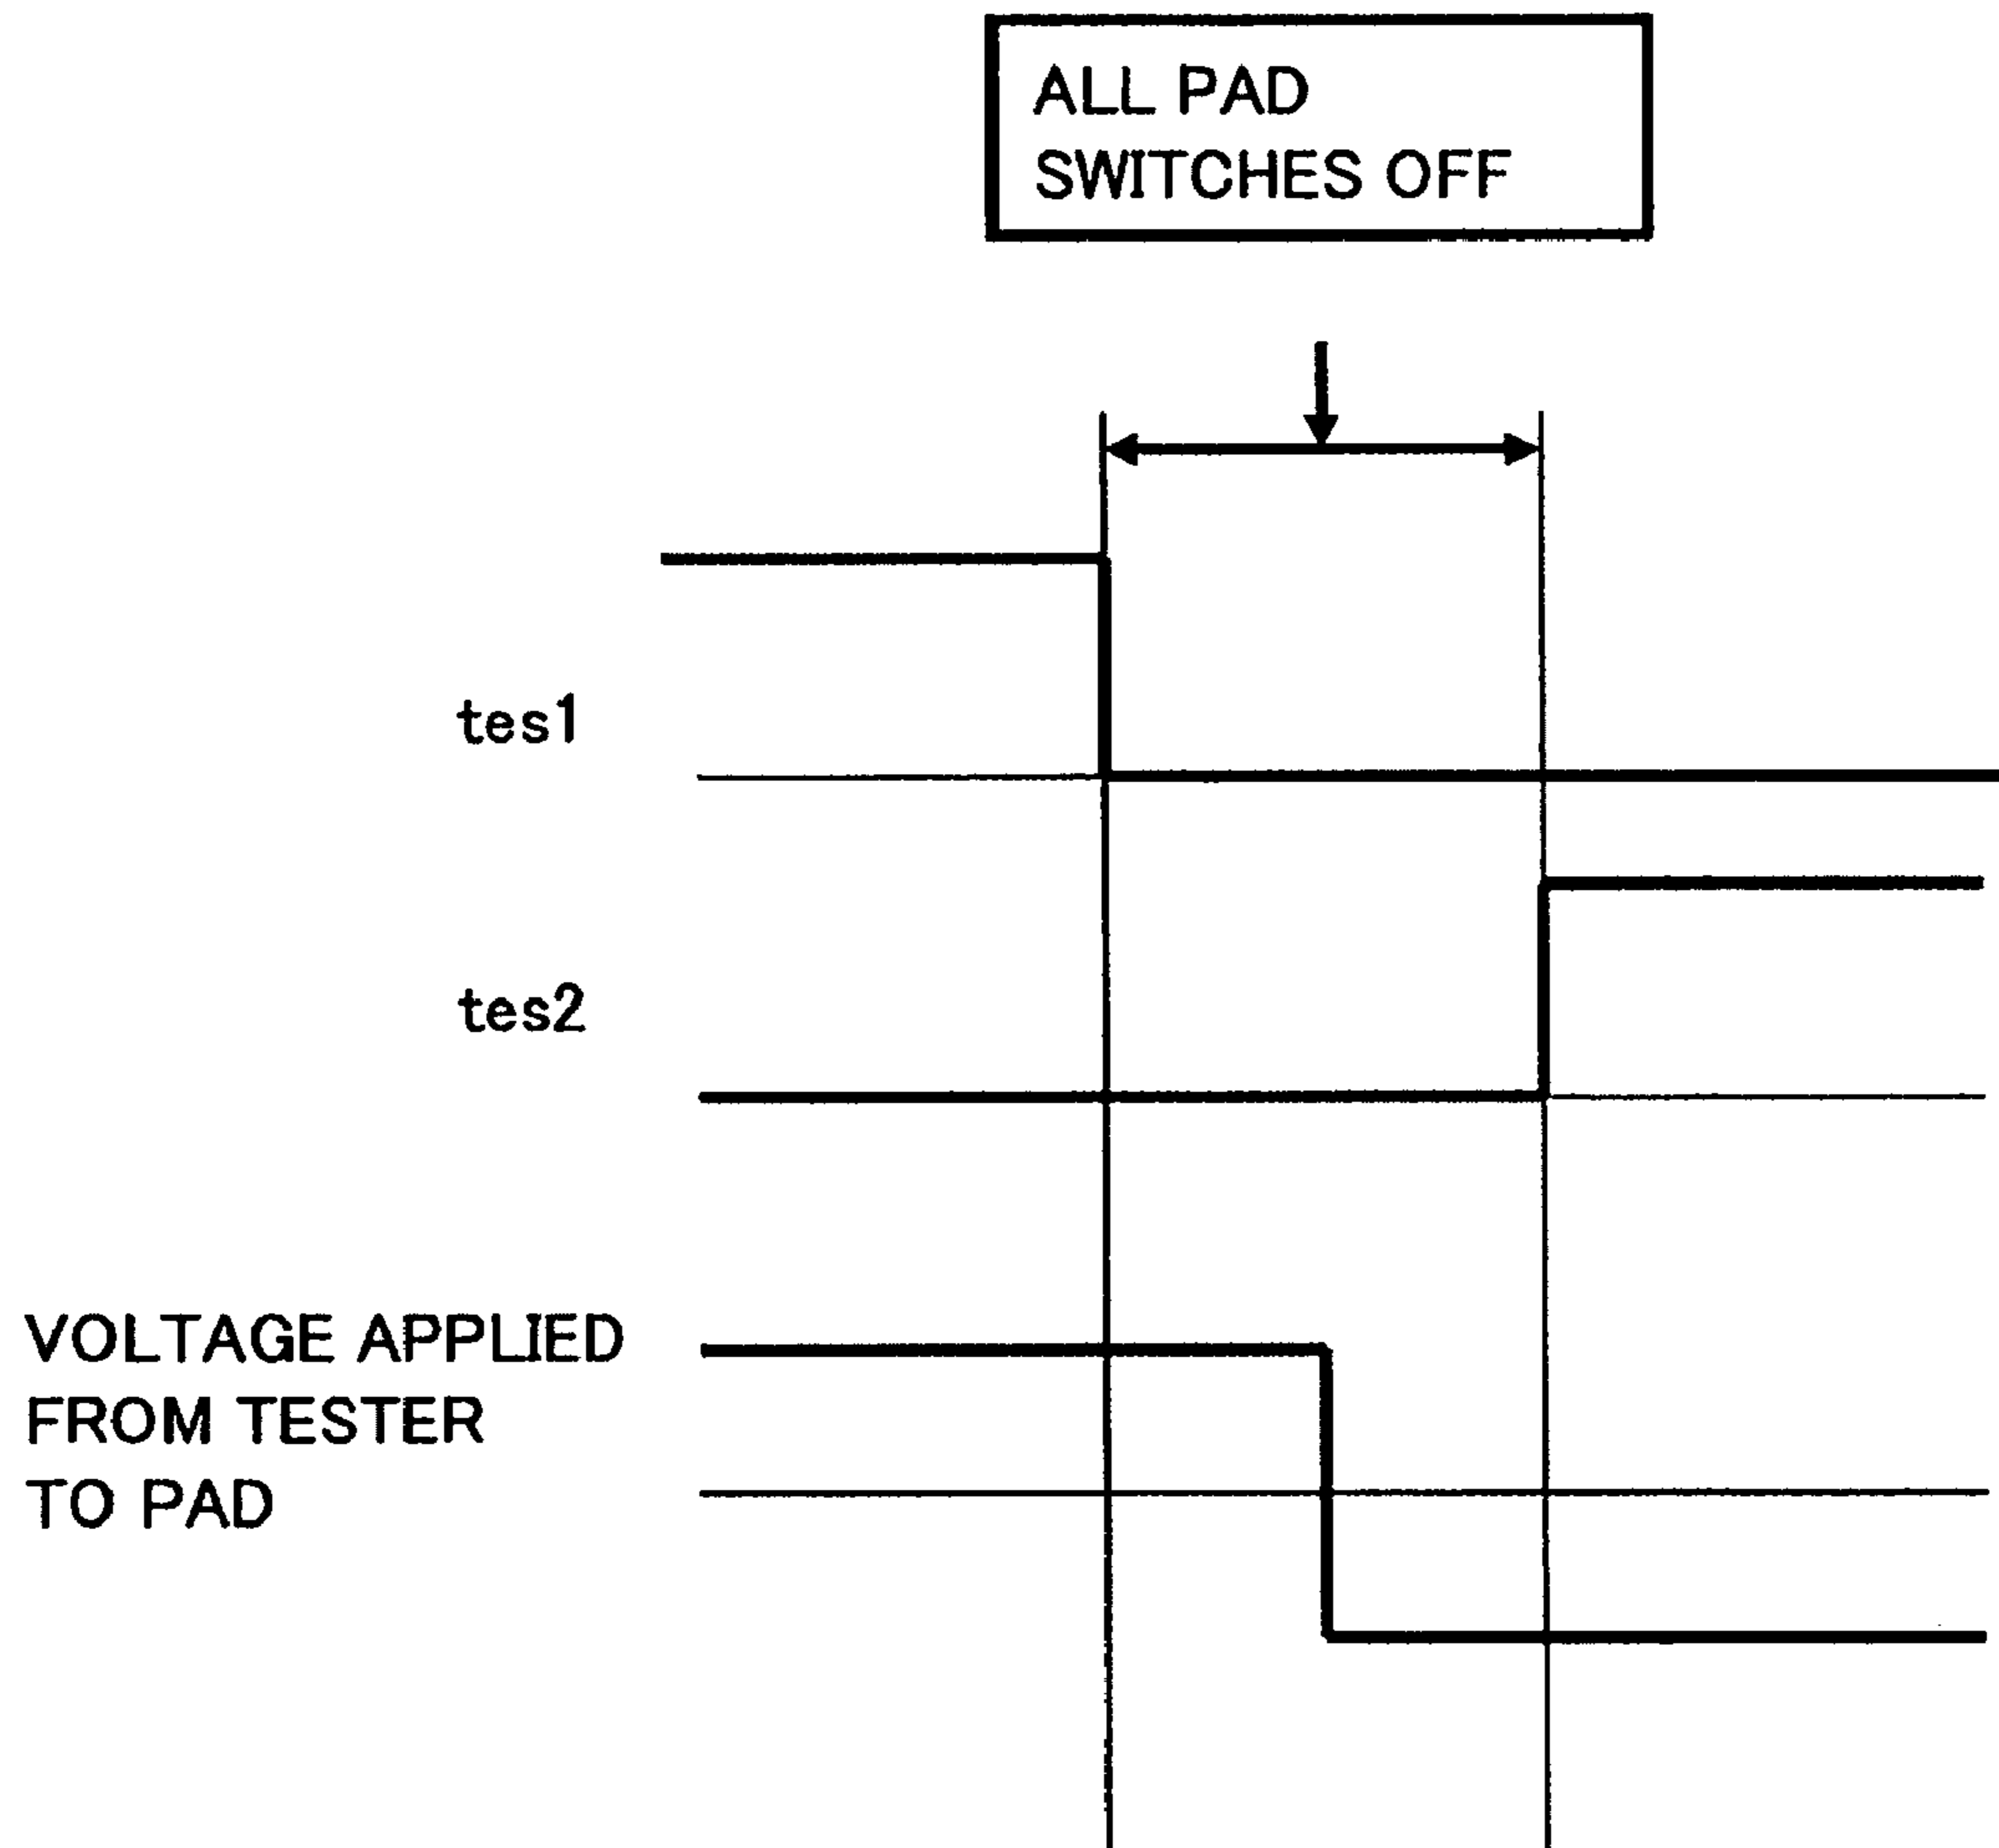 ALL PAD
SWITCHES OFF
tes1
tes2
VOLTAGE APPLIED
FROM TESTER
TO PAD